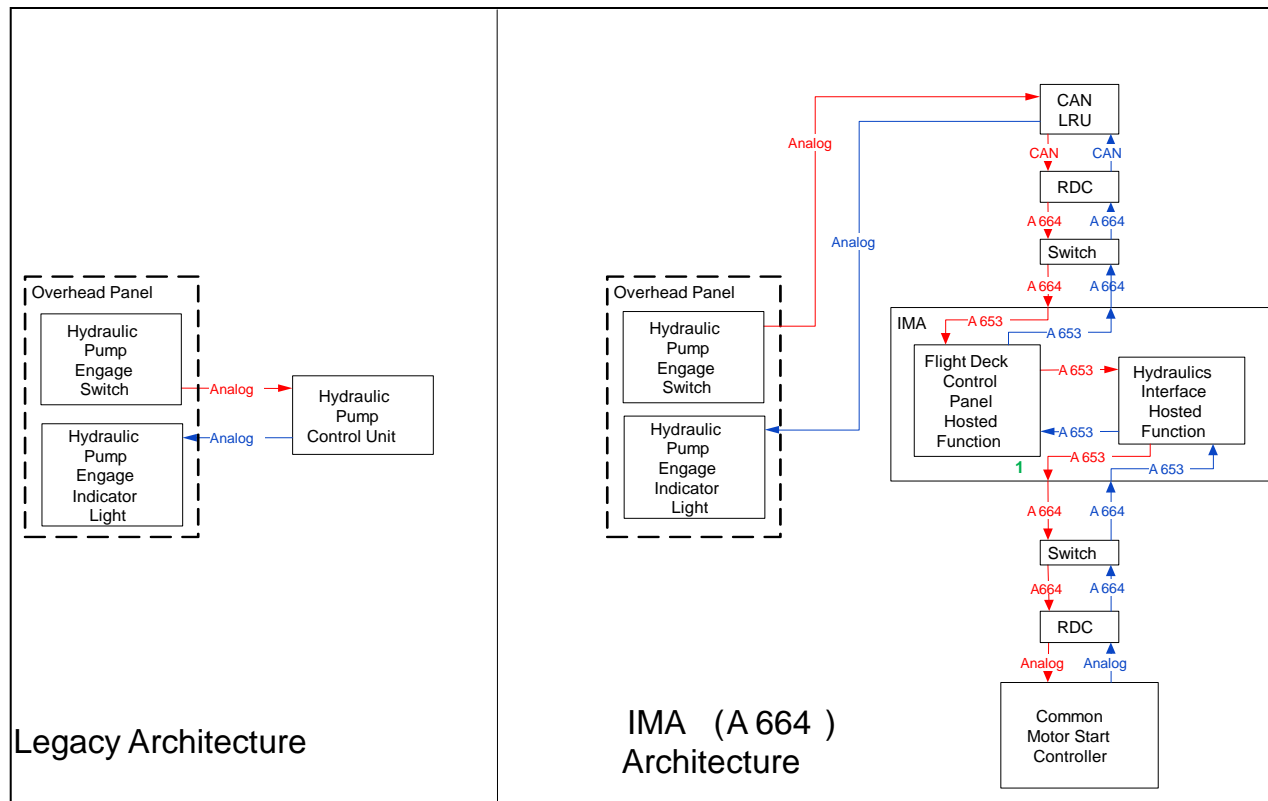 Overhead Panel
Hydraulic
Pump
Engage
Switch
Analog
Hydraulic
Pump
Control Unit
Analog
Hydraulic
Pump
Engage
Indicator
Light
Legacy Architecture
CAN
LRU
Analog
CAN
CAN
RDC
A 664
A 664
Analog
Switch
A 664
A 664
Overhead Panel
Hydraulic
Pump
Engage
Switch
Hydraulic
Pump
Engage
Indicator
Light
IMA
A 653
A 653
Flight Deck
Control
Panel
Hosted
Function
A 653
Hydraulics
Interface
Hosted
Function
A 653
A 653
1
A 653
A 664
A 664
Switch
A664
A 664
RDC
Analog
Analog
Common
Motor Start
Controller
IMA (A 664 )
Architecture